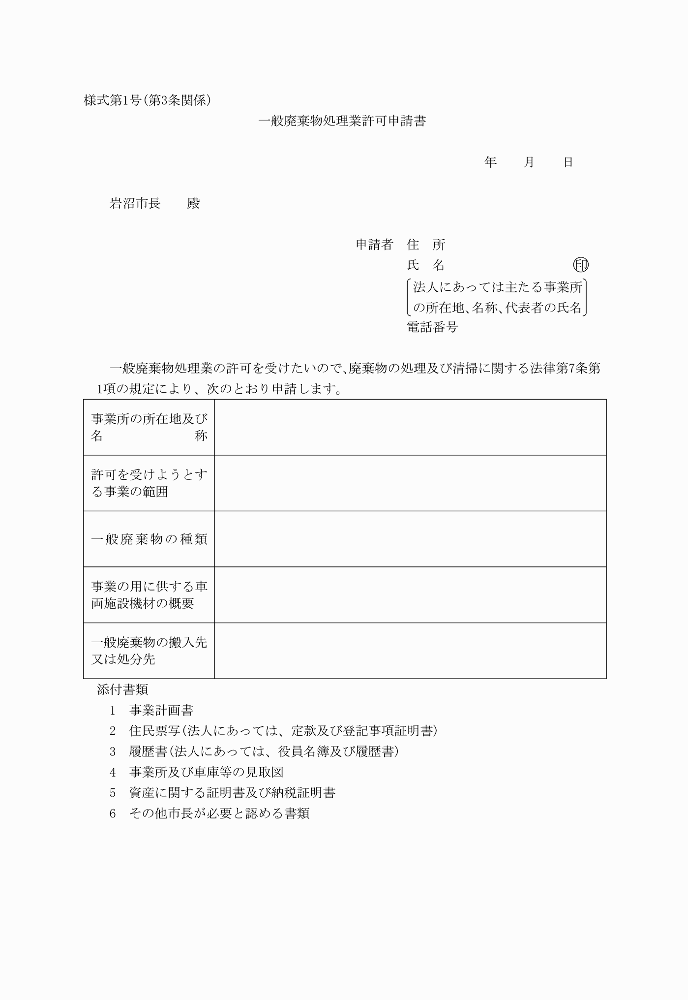 様式第1号(第3条関係)
一般廃棄物処理業許可申請書
年　　月　　日
岩沼市長　　殿
申請者　住　所
氏　名　　　　　　　　　　㊞
法人にあっては主たる事業所
の所在地、名称、代表者の氏名
電話番号
一般廃棄物処理業の許可を受けたいので、廃棄物の処理及び清掃に関する法律第7条第
1項の規定により、次のとおり申請します。
事業所の所在地及び
名　　　　　　　称
許可を受けようとす
る事業の範囲
一般廃棄物の種類
事業の用に供する車
両施設機材の概要
一般廃棄物の搬入先
又は処分先
添付書類
1　事業計画書
2　住民票写(法人にあっては、定款及び登記事項証明書)
3　履歴書(法人にあっては、役員名簿及び履歴書)
4　事業所及び車庫等の見取図
5　資産に関する証明書及び納税証明書
6　その他市長が必要と認める書類